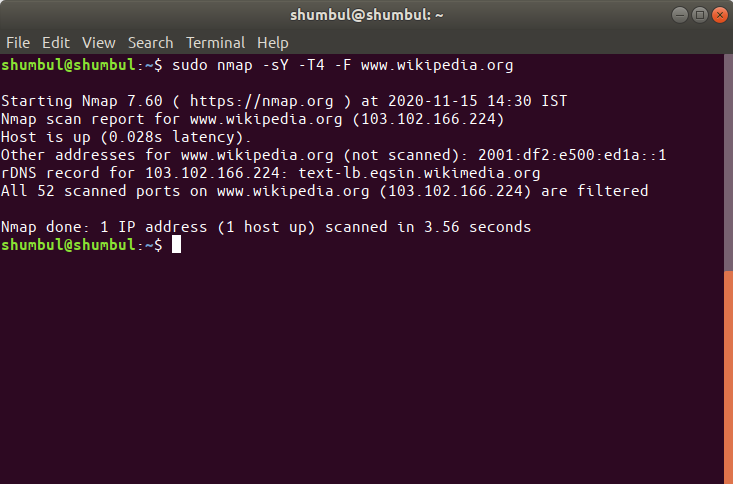 shumbul@shumbul: ~
File Edit View Search Terminal Help
shumbul@shumbul:~$ sudo nmap -sY -T4 -F www.wikipedia.org
Starting Nmap 7.60 ( https://nmap.org ) at 2020-11-15 14:30 IST
Nmap scan report for www.wikipedia.org (103.102.166.224)
Host is up (0.028s latency).
Other addresses for www.wikipedia.org (not scanned): 2001:df2:e500:ed1a::1
rDNS record for 103.102.166.224: text-lb.eqsin.wikimedia.org
All 52 scanned ports on www.wikipedia.org (103.102.166.224) are filtered
Nmap done: 1 IP address (1 host up) scanned in 3.56 seconds
shumbul@shumbul:~$